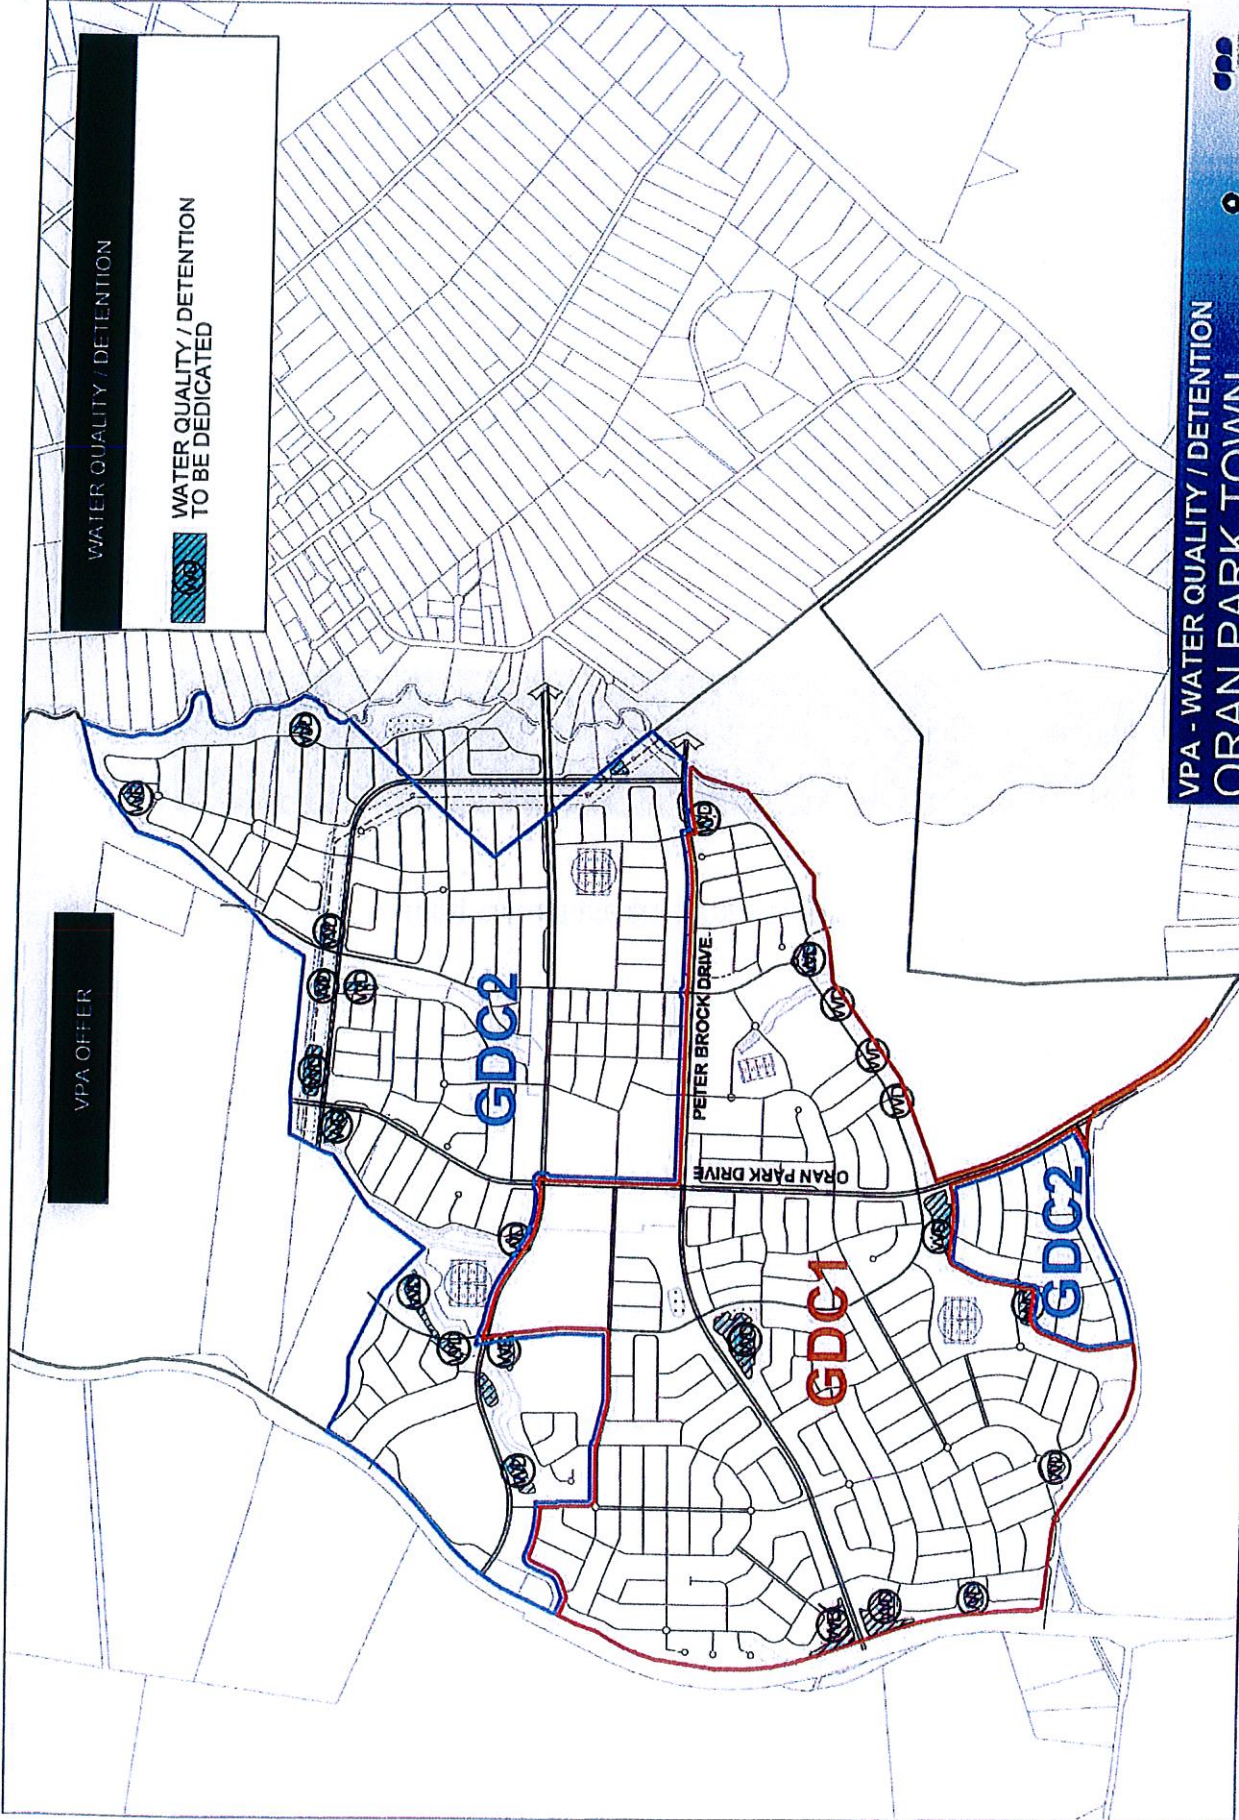 VPA OFFER
WATER QUALITY / DETENTION
WATER QUALITY / DETENTION
TO BE DEDICATED
GDC2
PETER BROCK DRIVE
ORAN PARK DRIVE
GDC1
GDC2
VPA - WATER QUALITY / DETENTION
ORAN PARK TOWN
dpp